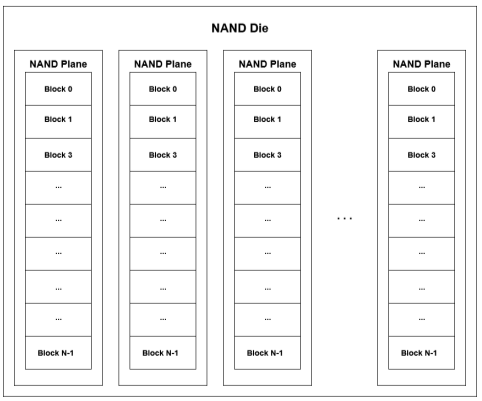 NAND Die
NAND Plane NAND Plane NAND Plane NAND Plane
Block 0 Block 0 Block 0 Block 0
Block 1 Block 1 Block 1 Block 1
Block 3 Block 3 Block 3 Block 3
... ... ... ...
... ... ... ... ...
... ... ... ...
... ... ... ...
... ... ... ...
Block N-1 Block N-1 Block N-1 Block N-1